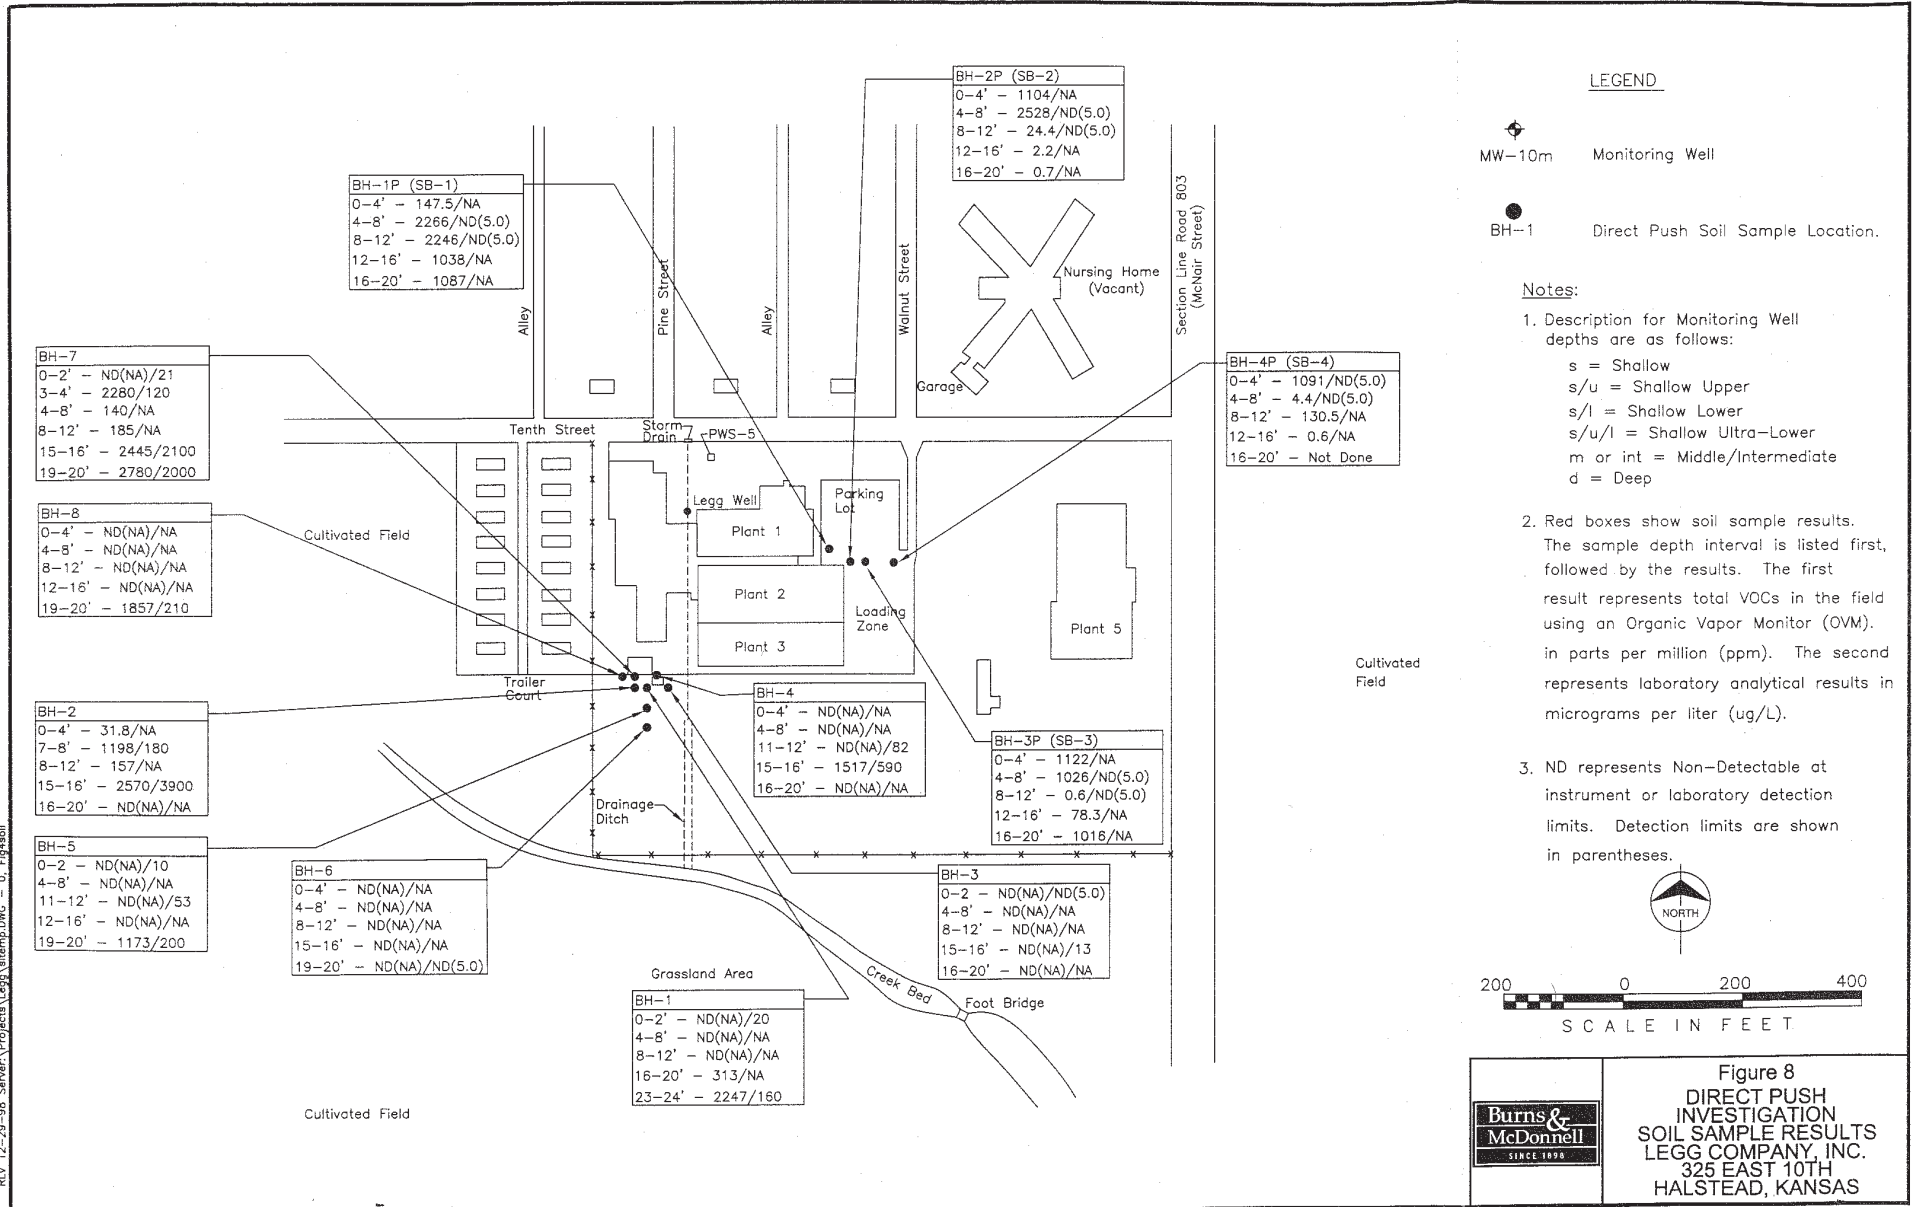 BH-2P (SB-2)
0-4' - 1104/NA
4-8' - 2528/ND(5.0)
8-12' - 24.4/ND(5.0)
12-16' - 2.2/NA
16-20' - 0.7/NA
BH-1P (SB-1)
0-4' - 147.5/NA
4-8' - 2266/ND(5.0)
8-12' - 2246/ND(5.0)
12-16' - 1038/NA
16-20' - 1087/NA
BH-7
0-2' - ND(NA)/21
3-4' - 2280/120
4-8' - 140/NA
8-12' - 185/NA
15-16' - 2445/2100
19-20' - 2780/2000
BH-8
0-4' - ND(NA)/NA
4-8' - ND(NA)/NA
8-12' - ND(NA)/NA
12-16' - ND(NA)/NA
19-20' - 1857/210
BH-2
0-4' - 31.8/NA
7-8' - 1198/180
8-12' - 157/NA
15-16' - 2570/3900
16-20' - ND(NA)/NA
BH-5
0-2 - ND(NA)/10
4-8' - ND(NA)/NA
11-12' - ND(NA)/53
12-16' - ND(NA)/NA
19-20' - 1173/200
BH-6
0-4' - ND(NA)/NA
4-8' - ND(NA)/NA
8-12' - ND(NA)/NA
15-16' - ND(NA)/NA
19-20' - ND(NA)/ND(5.0)
BH-1
0-2' - ND(NA)/20
4-8' - ND(NA)/NA
8-12' - ND(NA)/NA
16-20' - 313/NA
23-24' - 2247/160
BH-4
0-4' - ND(NA)/NA
4-8' - ND(NA)/NA
11-12' - ND(NA)/82
15-16' - 1517/590
16-20' - ND(NA)/NA
BH-3P (SB-3)
0-4' - 1122/NA
4-8' - 1026/ND(5.0)
8-12' - 0.6/ND(5.0)
12-16' - 78.3/NA
16-20' - 1016/NA
BH-3
0-2 - ND(NA)/ND(5.0)
4-8' - ND(NA)/NA
8-12' - ND(NA)/NA
15-16' - ND(NA)/13
16-20' - ND(NA)/NA
BH-4P (SB-4)
0-4' - 1091/ND(5.0)
4-8' - 4.4/ND(5.0)
8-12' - 130.5/NA
12-16' - 0.6/NA
16-20' - Not Done
Alley
Pine Street
Alley
Walnut Street
Section Line Road 803
(McNair Street)
Nursing Home
(Vacant)
Garage
Tenth Street
Storm
Drain
PWS-5
Legg Well
Parking
Lot
Plant 1
Plant 2
Plant 3
Loading
Zone
Plant 5
Cultivated Field
Cultivated
Field
Trailer
Court
Drainage
Ditch
Grassland Area
Creek Bed
Foot Bridge
Cultivated Field
LEGEND
MW-10m Monitoring Well
BH-1 Direct Push Soil Sample Location.
Notes:
1. Description for Monitoring Well
depths are as follows:
s = Shallow
s/u = Shallow Upper
s/l = Shallow Lower
s/u/l = Shallow Ultra-Lower
m or int = Middle/Intermediate
d = Deep
2. Red boxes show soil sample results.
The sample depth interval is listed first,
followed by the results. The first
result represents total VOCs in the field
using an Organic Vapor Monitor (OVM).
in parts per million (ppm). The second
represents laboratory analytical results in
micrograms per liter (ug/L).
3. ND represents Non-Detectable at
instrument or laboratory detection
limits. Detection limits are shown
in parentheses.
NORTH
200 0 200 400
SCALE IN FEET
Burns &
McDonnell
SINCE 1898
Figure 8
DIRECT PUSH
INVESTIGATION
SOIL SAMPLE RESULTS
LEGG COMPANY, INC.
325 EAST 10TH
HALSTEAD, KANSAS
REV 12-29-98 Server:\Projects\Legg\sitemp.DWG